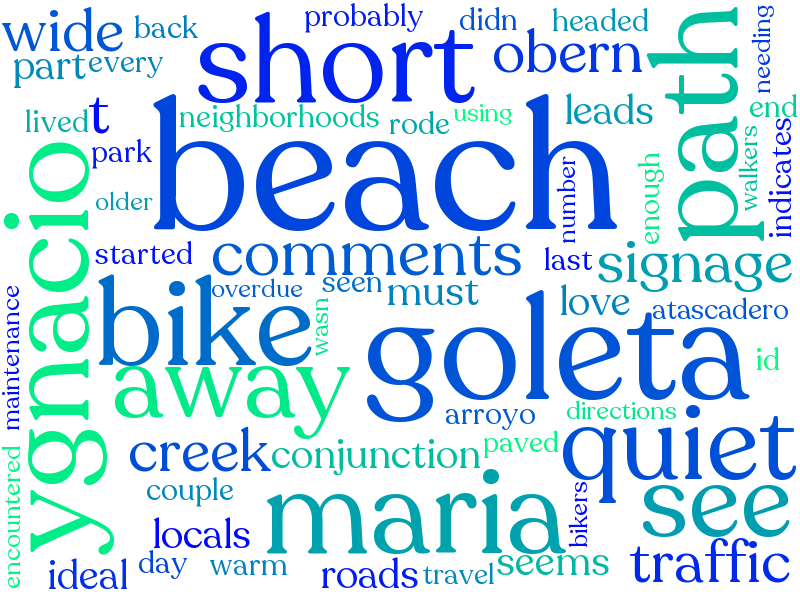 wide
back
probably
didn
headed
needing
part
every
short
obern
path
lived
t
neighborhoods
rode
using
leads
end
park
beach
walkers
indicates
older
number
enough
ygnacio
started
comments
last
signage
maintenance
bike
overdue
seen
must
love
atascadero
wasn
goleta
id
away
arroyo
directions
creek
conjunction
paved
quiet
encountered
couple
maria
bikers
see
locals
ideal
day
warm
roads
travel
seems
traffic